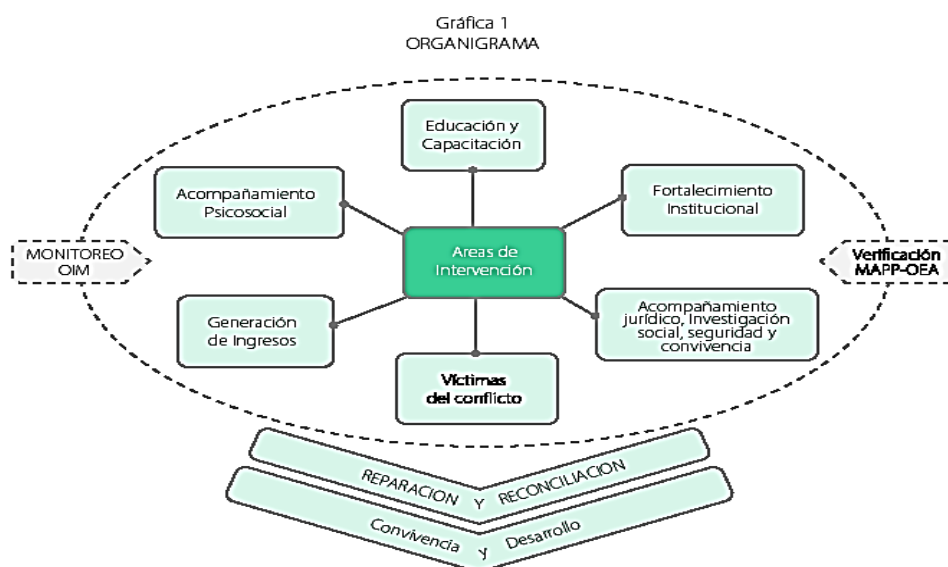 Gráfica 1
ORGANIGRAMA
Educación y
Capacitación
Acompañamiento
Psicosocial
Fortalecimiento
Institucional
MONITOREO
OIM
Areas de
Intervención
Verificación
MAPP-OEA
Generación
de Ingresos
Acompañamiento
jurídico, Investigación
social, seguridad y
convivencia
Víctimas
del conflicto
REPARACION Y RECONCILIACION
Convivencia y Desarrollo